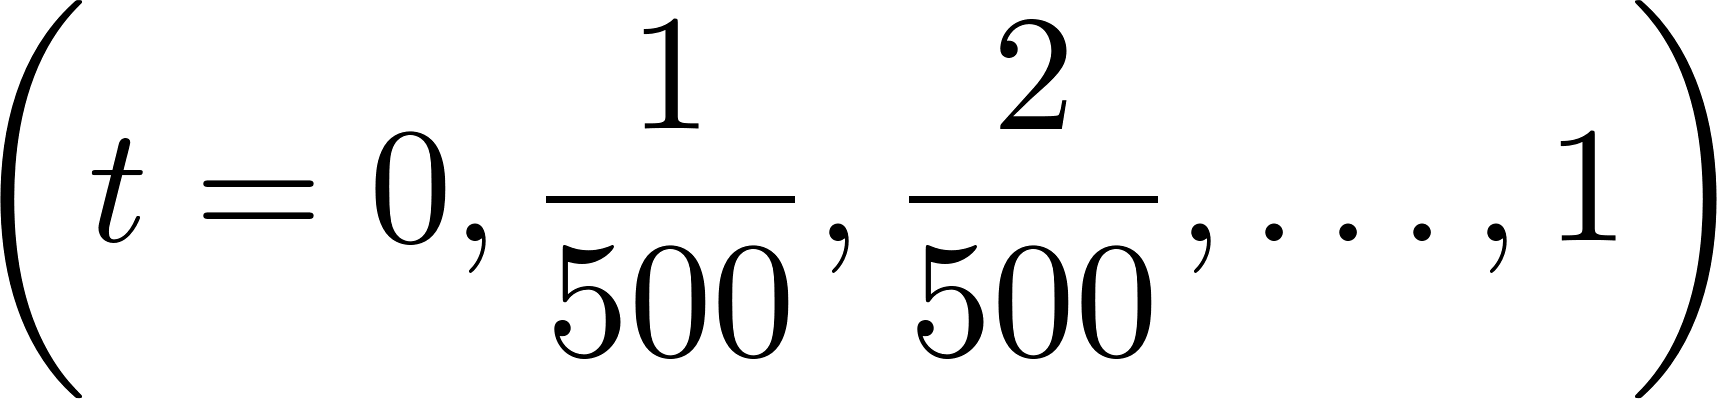 (t = 0, 1/500, 2/500, . . . , 1)